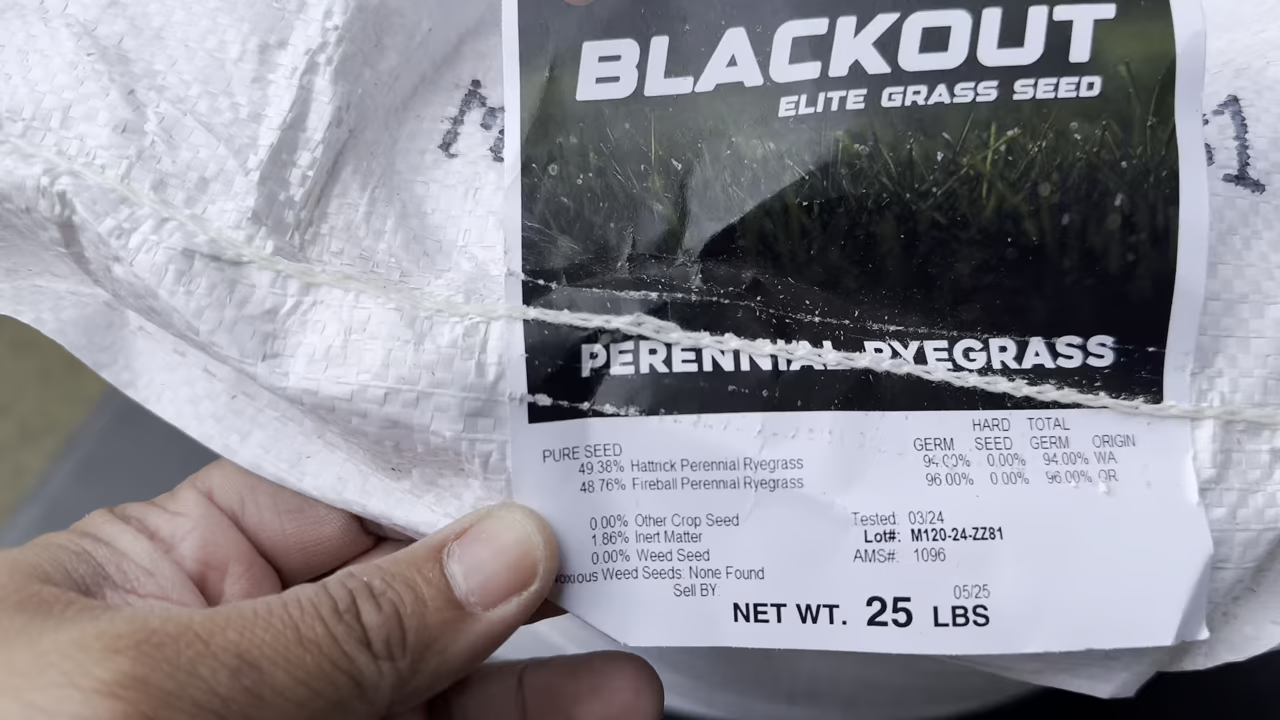 BLACKOUT
ELITE GRASS SEED
PERENNIAL RYEGRASS
HARD TOTAL
PURE SEED GERM SEED GERM ORIGIN
49.38% Hattrick Perennial Ryegrass 94.00% 0.00% 94.00% WA
48.76% Fireball Perennial Ryegrass 96.00% 0.00% 96.00% OR
0.00% Other Crop Seed Tested: 03/24
1.86% Inert Matter Lot#: M120-24-ZZ81
0.00% Weed Seed AMS#: 1096
oxious Weed Seeds: None Found
Sell BY: 05/25
NET WT. 25 LBS